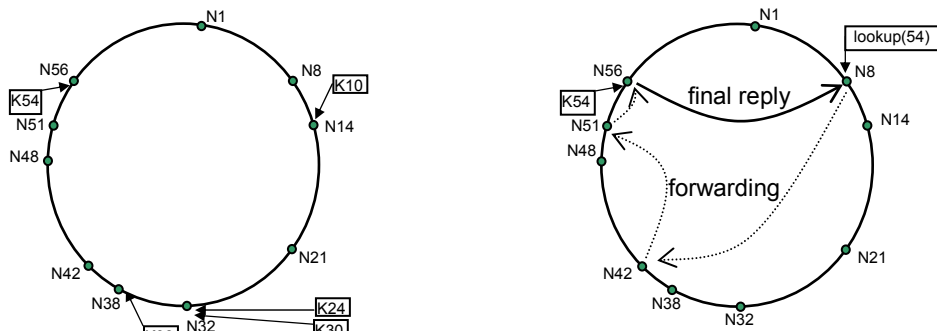 N1
N56
N8
K54
K10
N51
N14
N48
N42
N21
N38
K24
N32
K30
N1
lookup(54)
N56
N8
K54
final reply
N51
N14
N48
forwarding
N42
N21
N38
N32